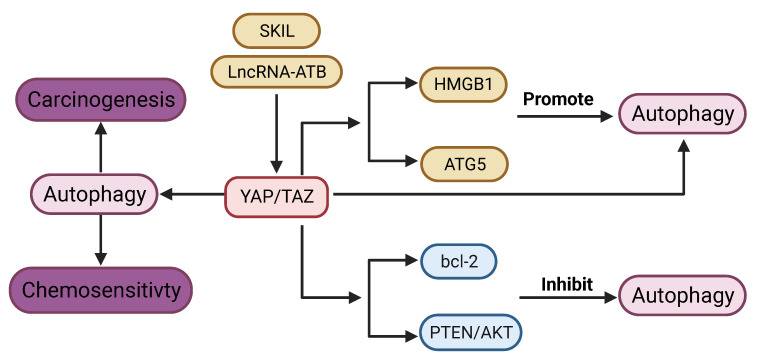 SKIL
LncRNA-ATB
Carcinogenesis
HMGB1
Promote
Autophagy
ATG5
Autophagy
YAP/TAZ
bcl-2
Chemosensitivty
Inhibit
Autophagy
PTEN/AKT